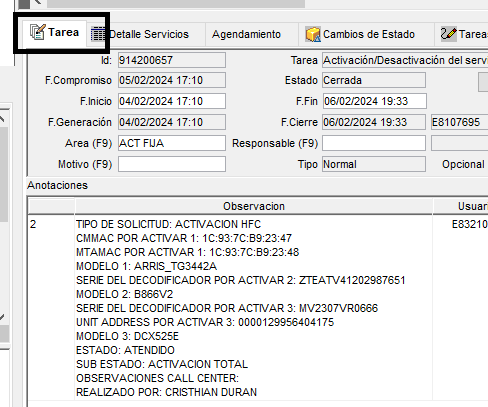 Tarea Detalle Servicios Agendamiento Cambios de Estado Tareas
Id: 914200657 Tarea Activación/Desactivación del servi
F.Compromiso 05/02/2024 17:10 Estado Cerrada
F.Inicio 04/02/2024 17:10 F.Fin 06/02/2024 19:33
F.Generación 04/02/2024 17:10 F.Cierre 06/02/2024 19:33 E8107695
Area (F9) ACT FIJA Responsable (F9)
Motivo (F9) Tipo Normal Opcional
Anotaciones
Observacion Usuar
2 TIPO DE SOLICITUD: ACTIVACION HFC E83210
CMMAC POR ACTIVAR 1: 1C:93:7C:B9:23:47
MTAMAC POR ACTIVAR 1: 1C:93:7C:B9:23:48
MODELO 1: ARRIS_TG3442A
SERIE DEL DECODIFICADOR POR ACTIVAR 2: ZTEATV41202987651
MODELO 2: B866V2
SERIE DEL DECODIFICADOR POR ACTIVAR 3: MV2307VR0666
UNIT ADDRESS POR ACTIVAR 3: 0000129956404175
MODELO 3: DCX525E
ESTADO: ATENDIDO
SUB ESTADO: ACTIVACION TOTAL
OBSERVACIONES CALL CENTER:
REALIZADO POR: CRISTHIAN DURAN